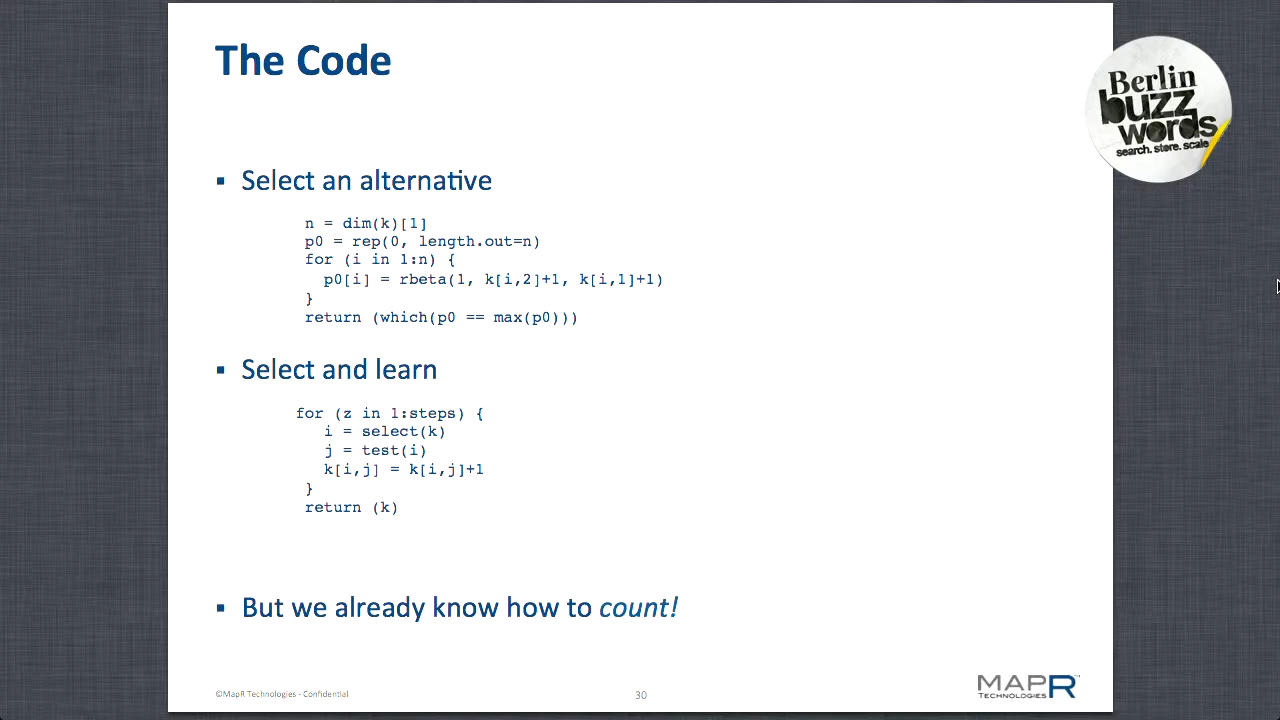 The Code
Berlin
buzz
words
search. store. scale
▪ Select an alternative
n = dim(k)[1]
p0 = rep(0, length.out=n)
for (i in 1:n) {
p0[i] = rbeta(1, k[i,2]+1, k[i,1]+1)
}
return (which(p0 == max(p0)))
▪ Select and learn
for (z in 1:steps) {
i = select(k)
j = test(i)
k[i,j] = k[i,j]+1
}
return (k)
▪ But we already know how to count!
©MapR Technologies - Confidential
30
MAPR™
TECHNOLOGIES